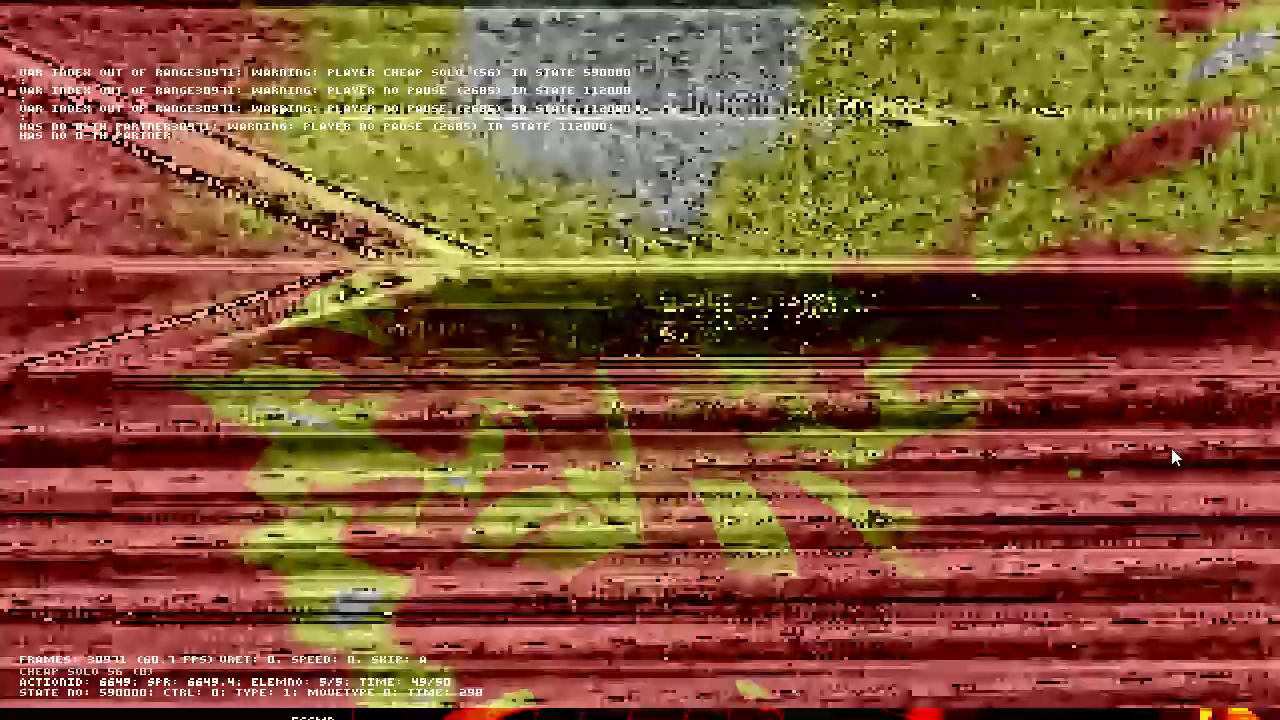 VAR INDEX OUT OF RANGE30971: WARNING: PLAYER CHEAP SOLO (56) IN STATE 590000
:
VAR INDEX OUT OF RANGE30971: WARNING: PLAYER NO PAUSE (2685) IN STATE 112000
:
VAR INDEX OUT OF RANGE30971: WARNING: PLAYER NO PAUSE (2685) IN STATE 112000
:
HAS NO 0-TH PARTNER30971: WARNING: PLAYER NO PAUSE (2685) IN STATE 112000:
HAS NO 0-TH PARTNER
FRAMES: 30971 (60.1 FPS) VRET: 0. SPEED: 0. SKIP: A
CHEAP SOLO 56 (0)
ACTIONID: 6649; SPR: 6649,4; ELEMNO: 5/5; TIME: 49/50
STATE NO: 590000; CTRL: 0; TYPE: 1; MOVETYPE 0; TIME: 298